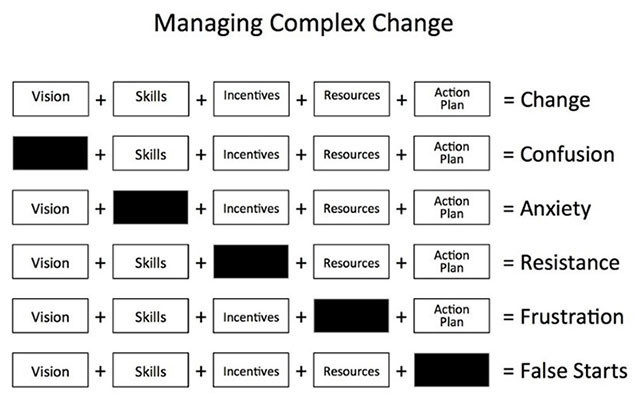 Managing Complex Change
Vision + Skills + Incentives + Resources + Action Plan = Change
+ Skills + Incentives + Resources + Action Plan = Confusion
Vision + + Incentives + Resources + Action Plan = Anxiety
Vision + Skills + + Resources + Action Plan = Resistance
Vision + Skills + Incentives + + Action Plan = Frustration
Vision + Skills + Incentives + Resources + = False Starts